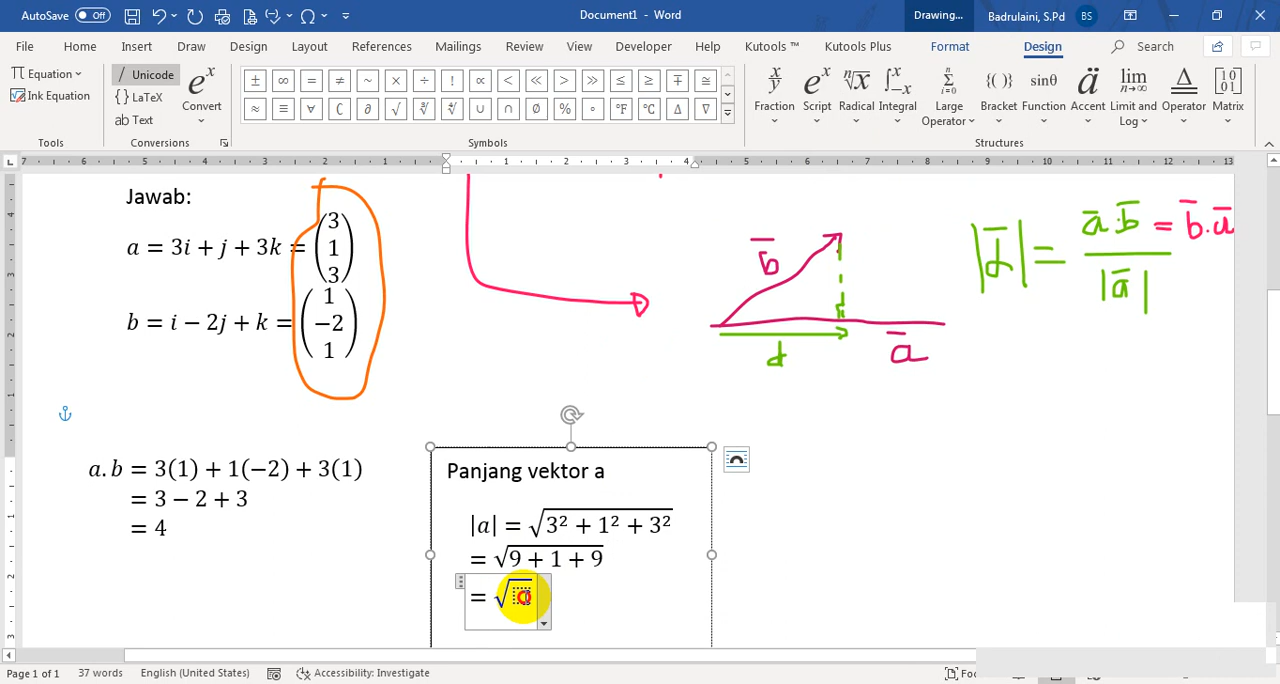 AutoSave Off Document1 - Word Drawing... Badrulaini, S.Pd BS
File Home Insert Draw Design Layout References Mailings Review View Developer Help Kutools ™ Kutools Plus Format Design Search
Equation Unicode Fraction Script Radical Integral Large Operator Bracket Function Accent Limit and Log Operator Matrix
Ink Equation LaTeX Convert
Text
Tools Conversions Symbols Structures
Jawab:
a = 3i + j + 3k = (3 1 3)
b = i − 2j + k = (1 −2 1)
b̄
ā
d
|d̄| = ā.b̄ / |ā| = b̄.ā
a.b = 3(1) + 1(−2) + 3(1)
= 3 − 2 + 3
= 4
Panjang vektor a
|a| = √3² + 1² + 3²
= √9 + 1 + 9
= √
Page 1 of 1 37 words English (United States) Accessibility: Investigate